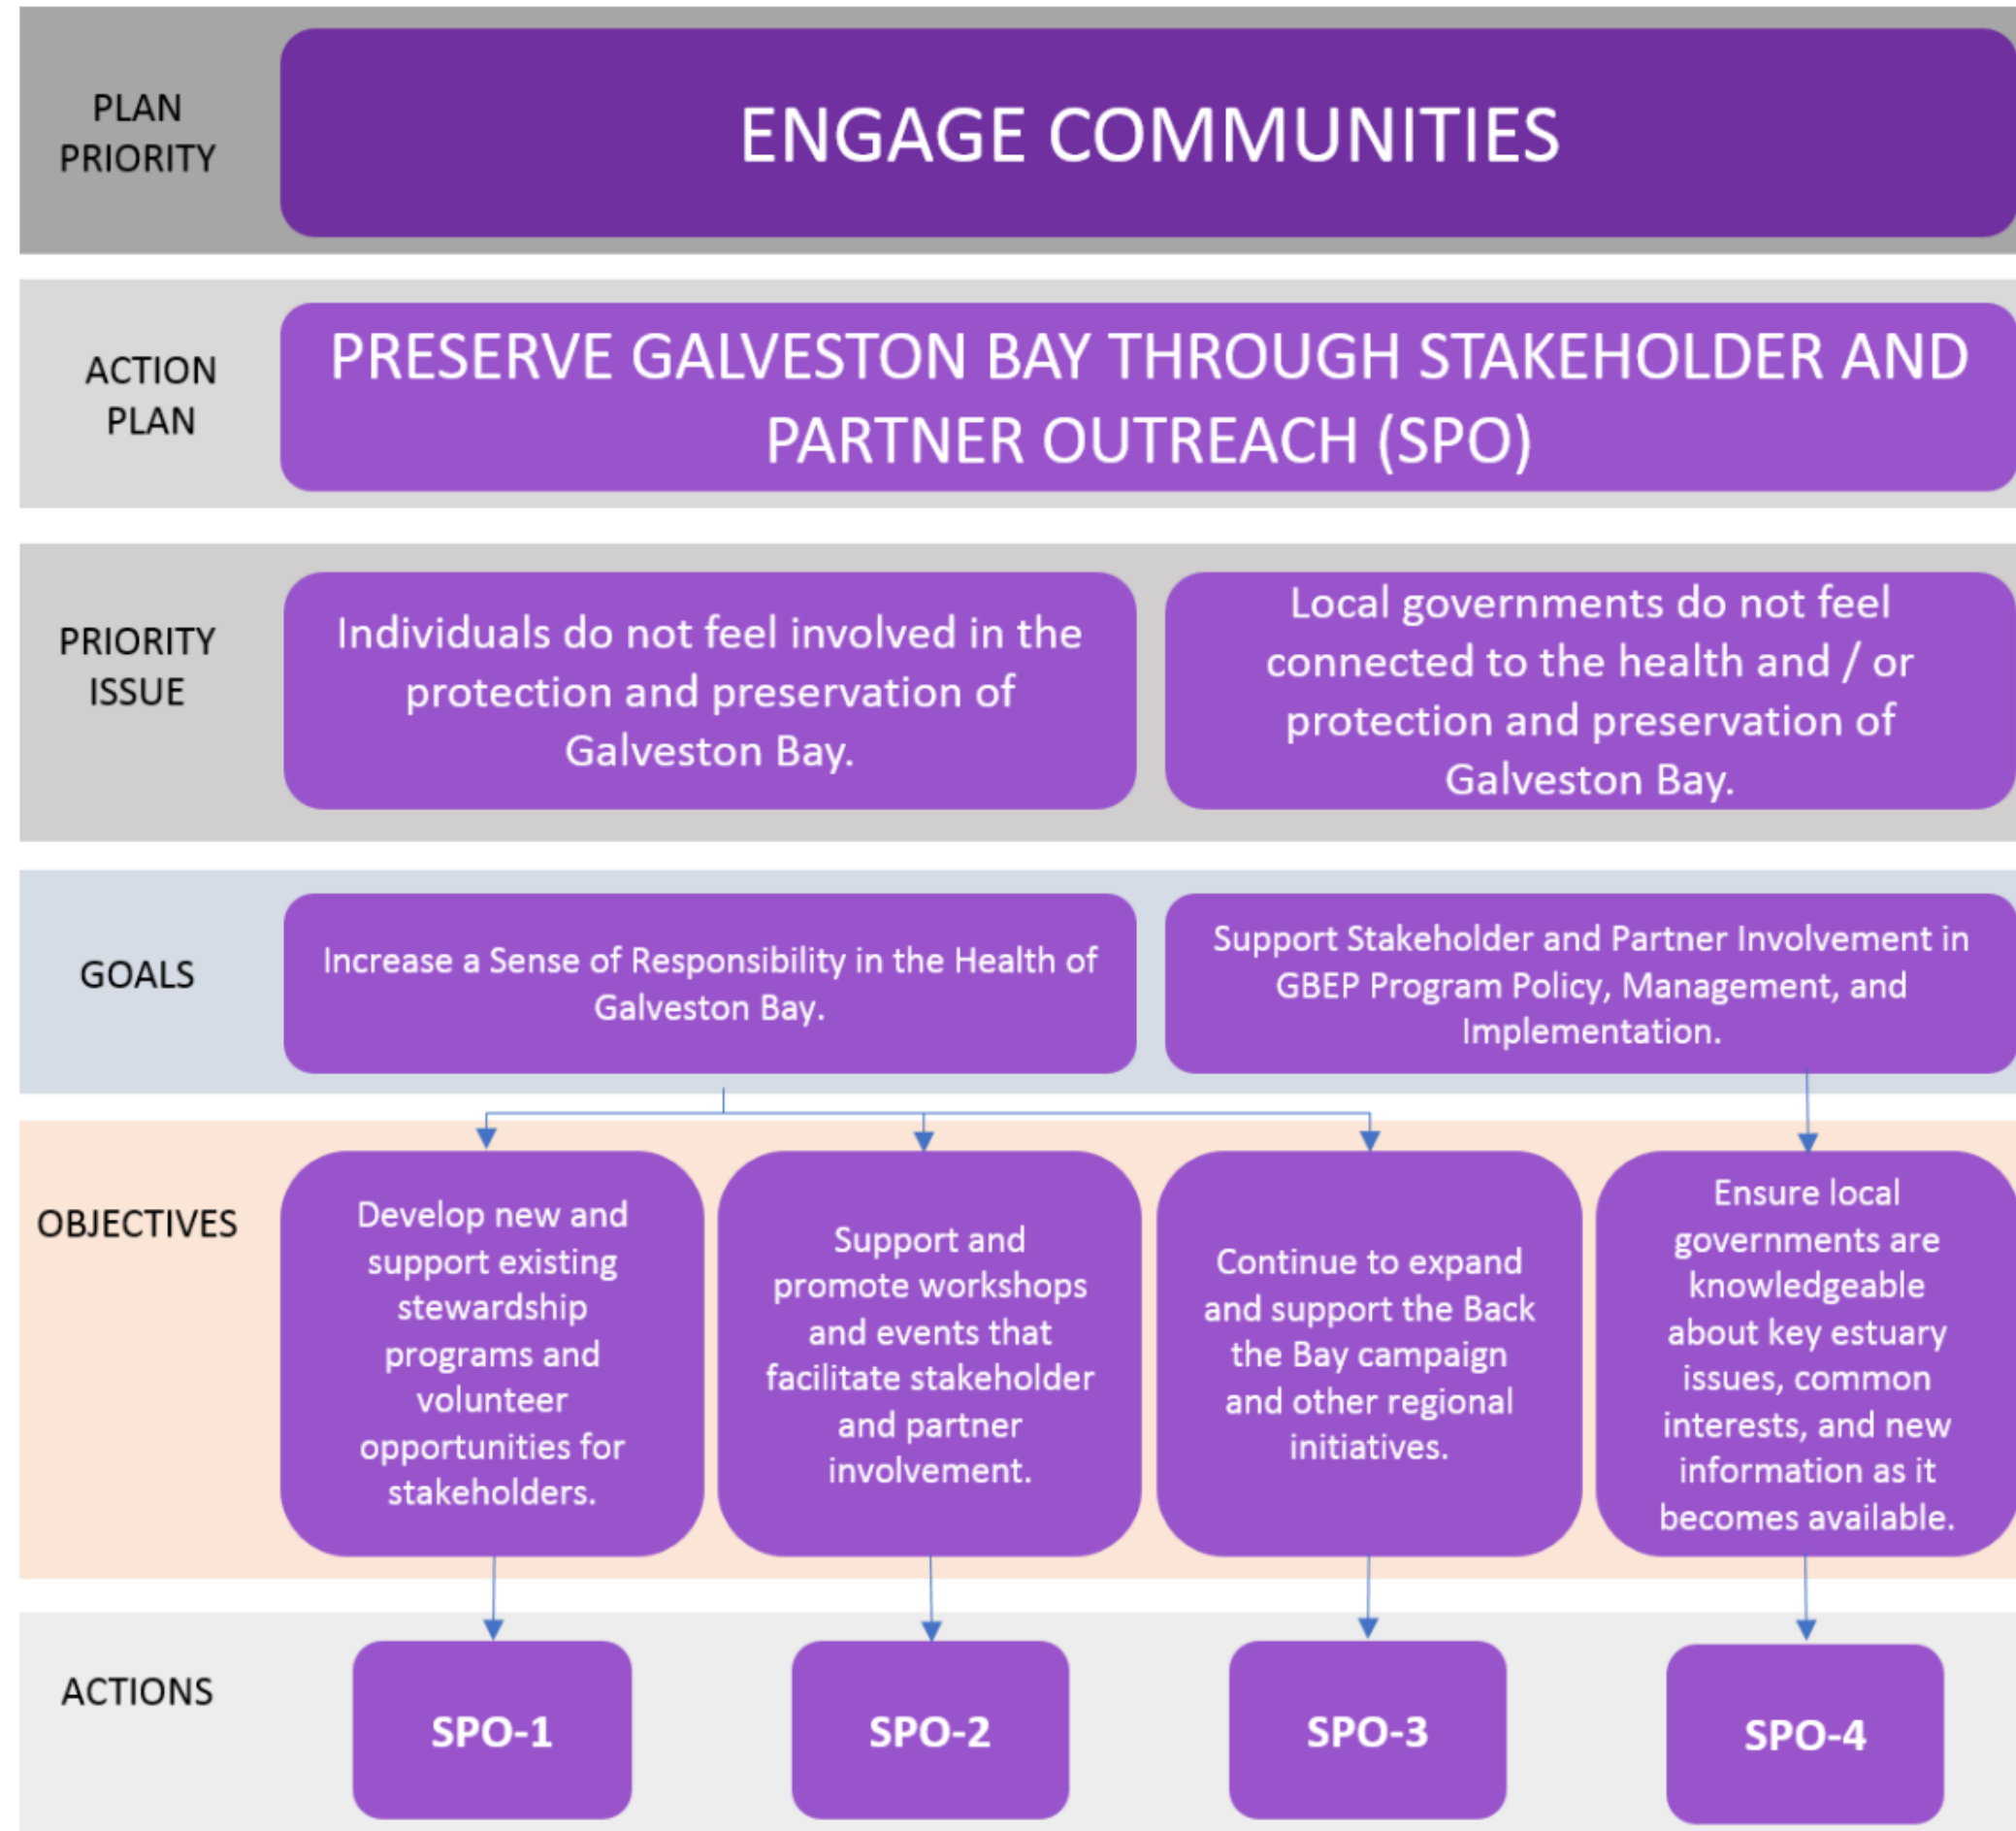 PLAN
PRIORITY
ENGAGE COMMUNITIES
ACTION
PLAN
PRESERVE GALVESTON BAY THROUGH STAKEHOLDER AND
PARTNER OUTREACH (SPO)
PRIORITY
ISSUE
Individuals do not feel involved in the
protection and preservation of
Galveston Bay.
Local governments do not feel
connected to the health and / or
protection and preservation of
Galveston Bay.
GOALS
Increase a Sense of Responsibility in the Health of
Galveston Bay.
Support Stakeholder and Partner Involvement in
GBEP Program Policy, Management, and
Implementation.
OBJECTIVES
Develop new and
support existing
stewardship
programs and
volunteer
opportunities for
stakeholders.
Support and
promote workshops
and events that
facilitate stakeholder
and partner
involvement.
Continue to expand
and support the Back
the Bay campaign
and other regional
initiatives.
Ensure local
governments are
knowledgeable
about key estuary
issues, common
interests, and new
information as it
becomes available.
ACTIONS
SPO-1
SPO-2
SPO-3
SPO-4